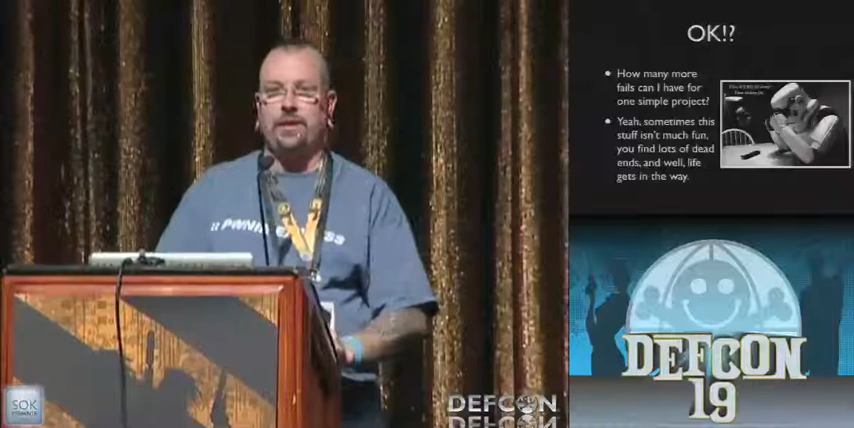 OK!?
• How many more
fails can I have for
one simple project?
• Yeah, sometimes this
stuff isn't much fun,
you find lots of dead
ends, and well, life
gets in the way.
DEFCON
19
DEFCON
SOK